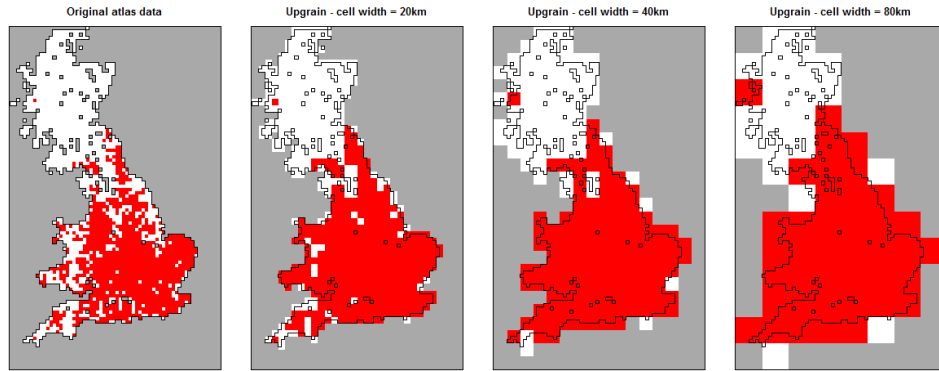 Original atlas data
Upgrain - cell width = 20km
Upgrain - cell width = 40km
Upgrain - cell width = 80km